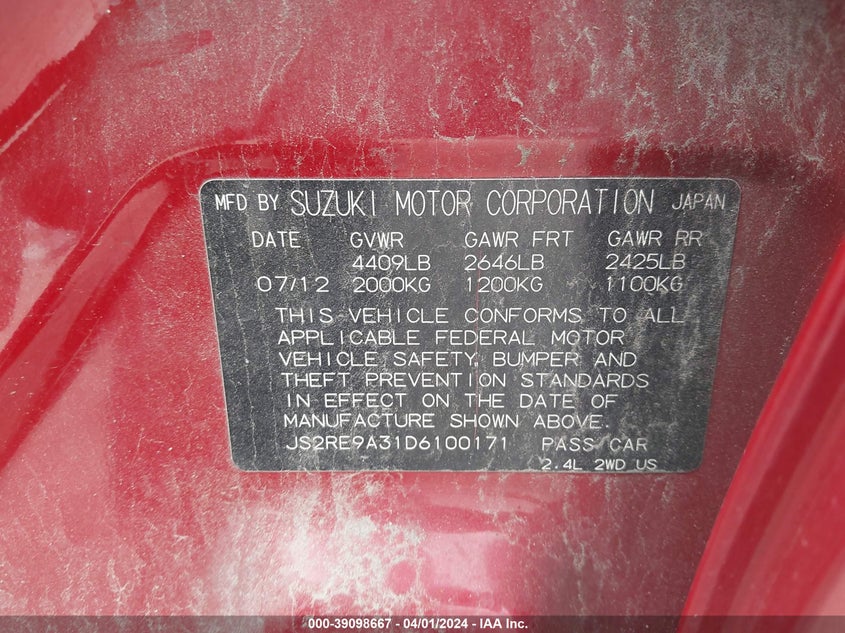 MFD BY SUZUKI MOTOR CORPORATION JAPAN
DATE GVWR GAWR FRT GAWR RR
4409LB 2646LB 2425LB
07/12 2000KG 1200KG 1100KG
THIS VEHICLE CONFORMS TO ALL
APPLICABLE FEDERAL MOTOR
VEHICLE SAFETY, BUMPER AND
THEFT PREVENTION STANDARDS
IN EFFECT ON THE DATE OF
MANUFACTURE SHOWN ABOVE.
JS2RE9A31D6100171 PASS CAR
2.4L 2WD US
000-39098667 - 04/01/2024 - IAA Inc.